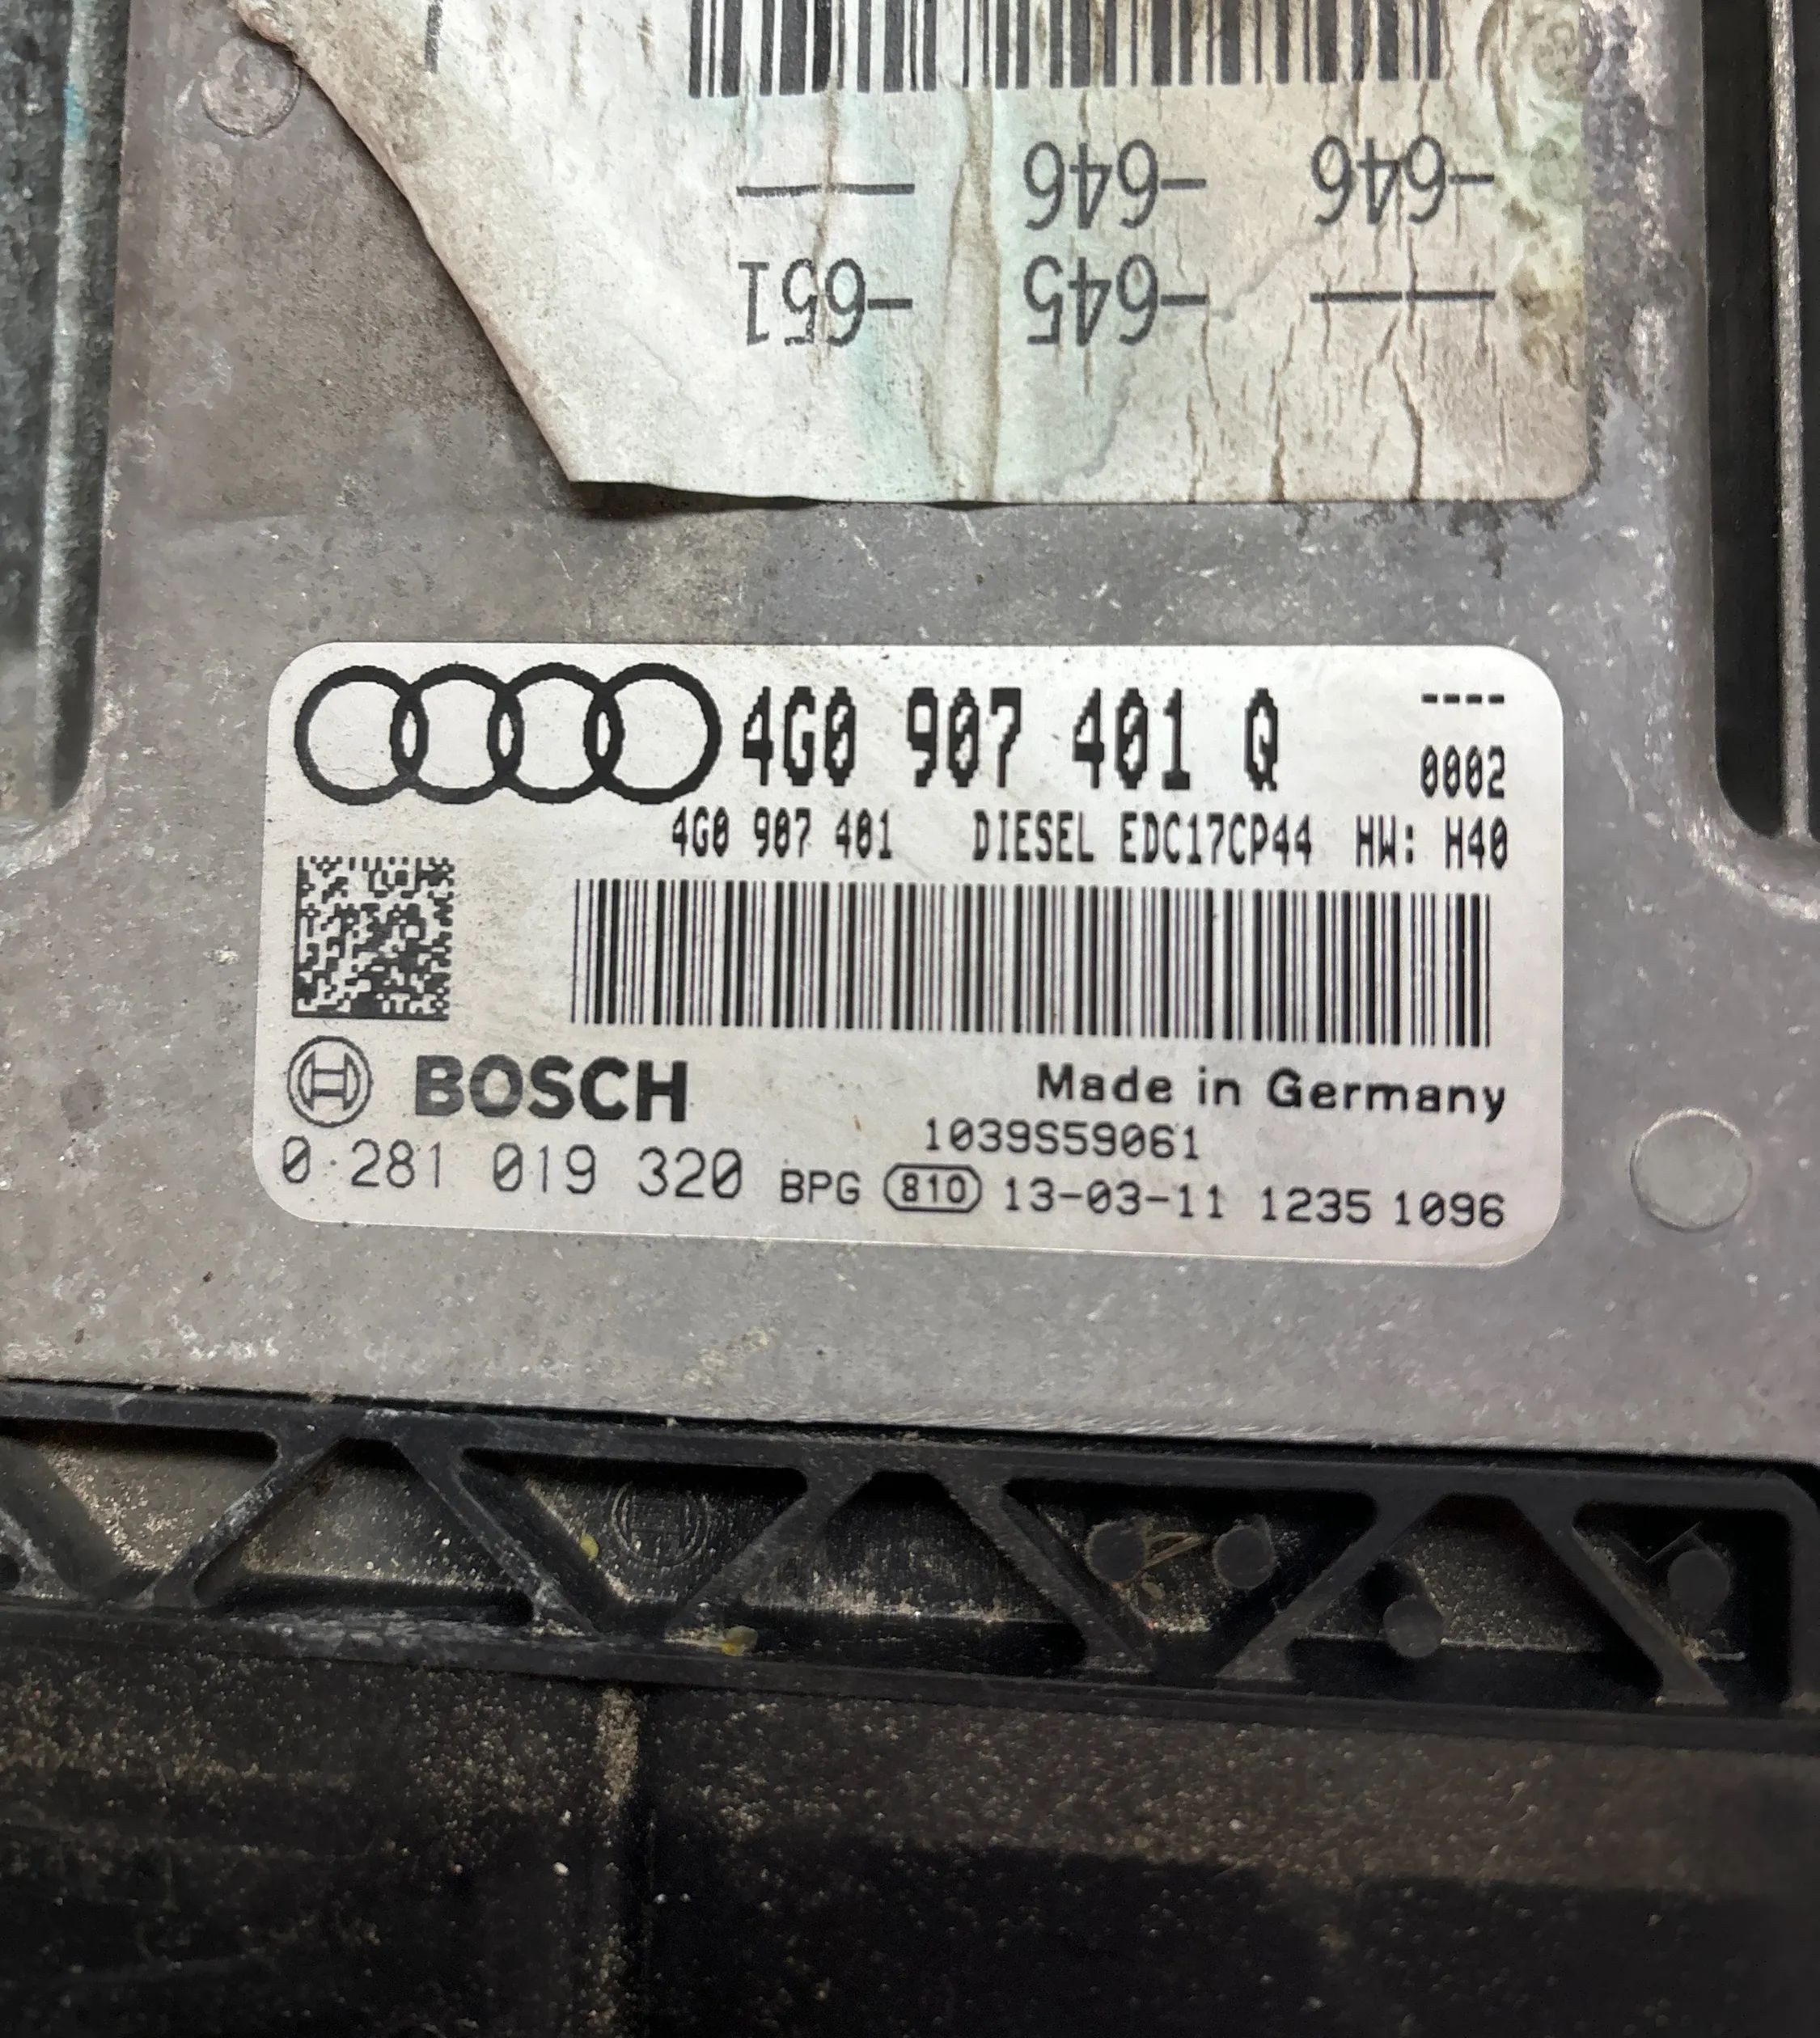 -646 -646 ——
—— -645 -651
4G0 907 401 Q ----
0002
4G0 907 401 DIESEL EDC17CP44 HW: H40
BOSCH Made in Germany
1039S59061
0 281 019 320 BPG 810 13-03-11 1235 1096